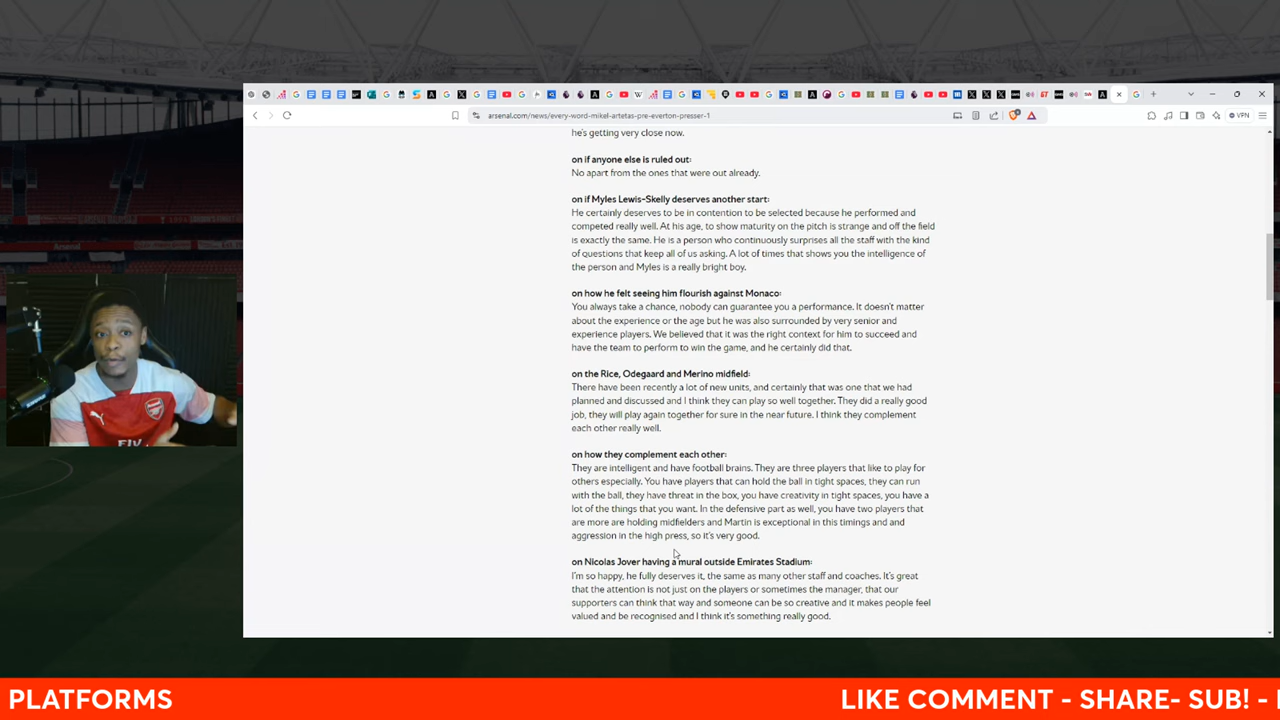 arsenal.com/news/every-word-mikel-artetas-pre-everton-presser-1
VPN
he's getting very close now.
on if anyone else is ruled out:
No apart from the ones that were out already.
on if Myles Lewis-Skelly deserves another start:
He certainly deserves to be in contention to be selected because he performed and
competed really well. At his age, to show maturity on the pitch is strange and off the field
is exactly the same. He is a person who continuously surprises all the staff with the kind
of questions that keep all of us asking. A lot of times that shows you the intelligence of
the person and Myles is a really bright boy.
on how he felt seeing him flourish against Monaco:
You always take a chance, nobody can guarantee you a performance. It doesn't matter
about the experience or the age but he was also surrounded by very senior and
experience players. We believed that it was the right context for him to succeed and
have the team to perform to win the game, and he certainly did that.
on the Rice, Odegaard and Merino midfield:
There have been recently a lot of new units, and certainly that was one that we had
planned and discussed and I think they can play so well together. They did a really good
job, they will play again together for sure in the near future. I think they complement
each other really well.
on how they complement each other:
They are intelligent and have football brains. They are three players that like to play for
others especially. You have players that can hold the ball in tight spaces, they can run
with the ball, they have threat in the box, you have creativity in tight spaces, you have a
lot of the things that you want. In the defensive part as well, you have two players that
are more are holding midfielders and Martin is exceptional in this timings and and
aggression in the high press, so it's very good.
on Nicolas Jover having a mural outside Emirates Stadium:
I'm so happy, he fully deserves it, the same as many other staff and coaches. It's great
that the attention is not just on the players or sometimes the manager, that our
supporters can think that way and someone can be so creative and it makes people feel
valued and be recognised and I think it's something really good.
PLATFORMS
LIKE COMMENT - SHARE- SUB! -